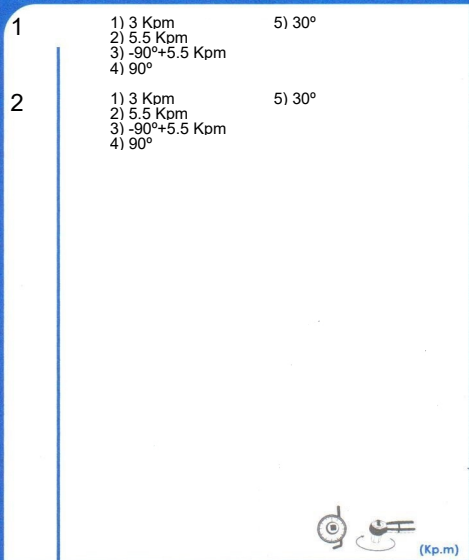 1 1) 3 Kpm 5) 30º
2) 5.5 Kpm
3) -90º+5.5 Kpm
4) 90º
2 1) 3 Kpm 5) 30º
2) 5.5 Kpm
3) -90º+5.5 Kpm
4) 90º
(Kp.m)